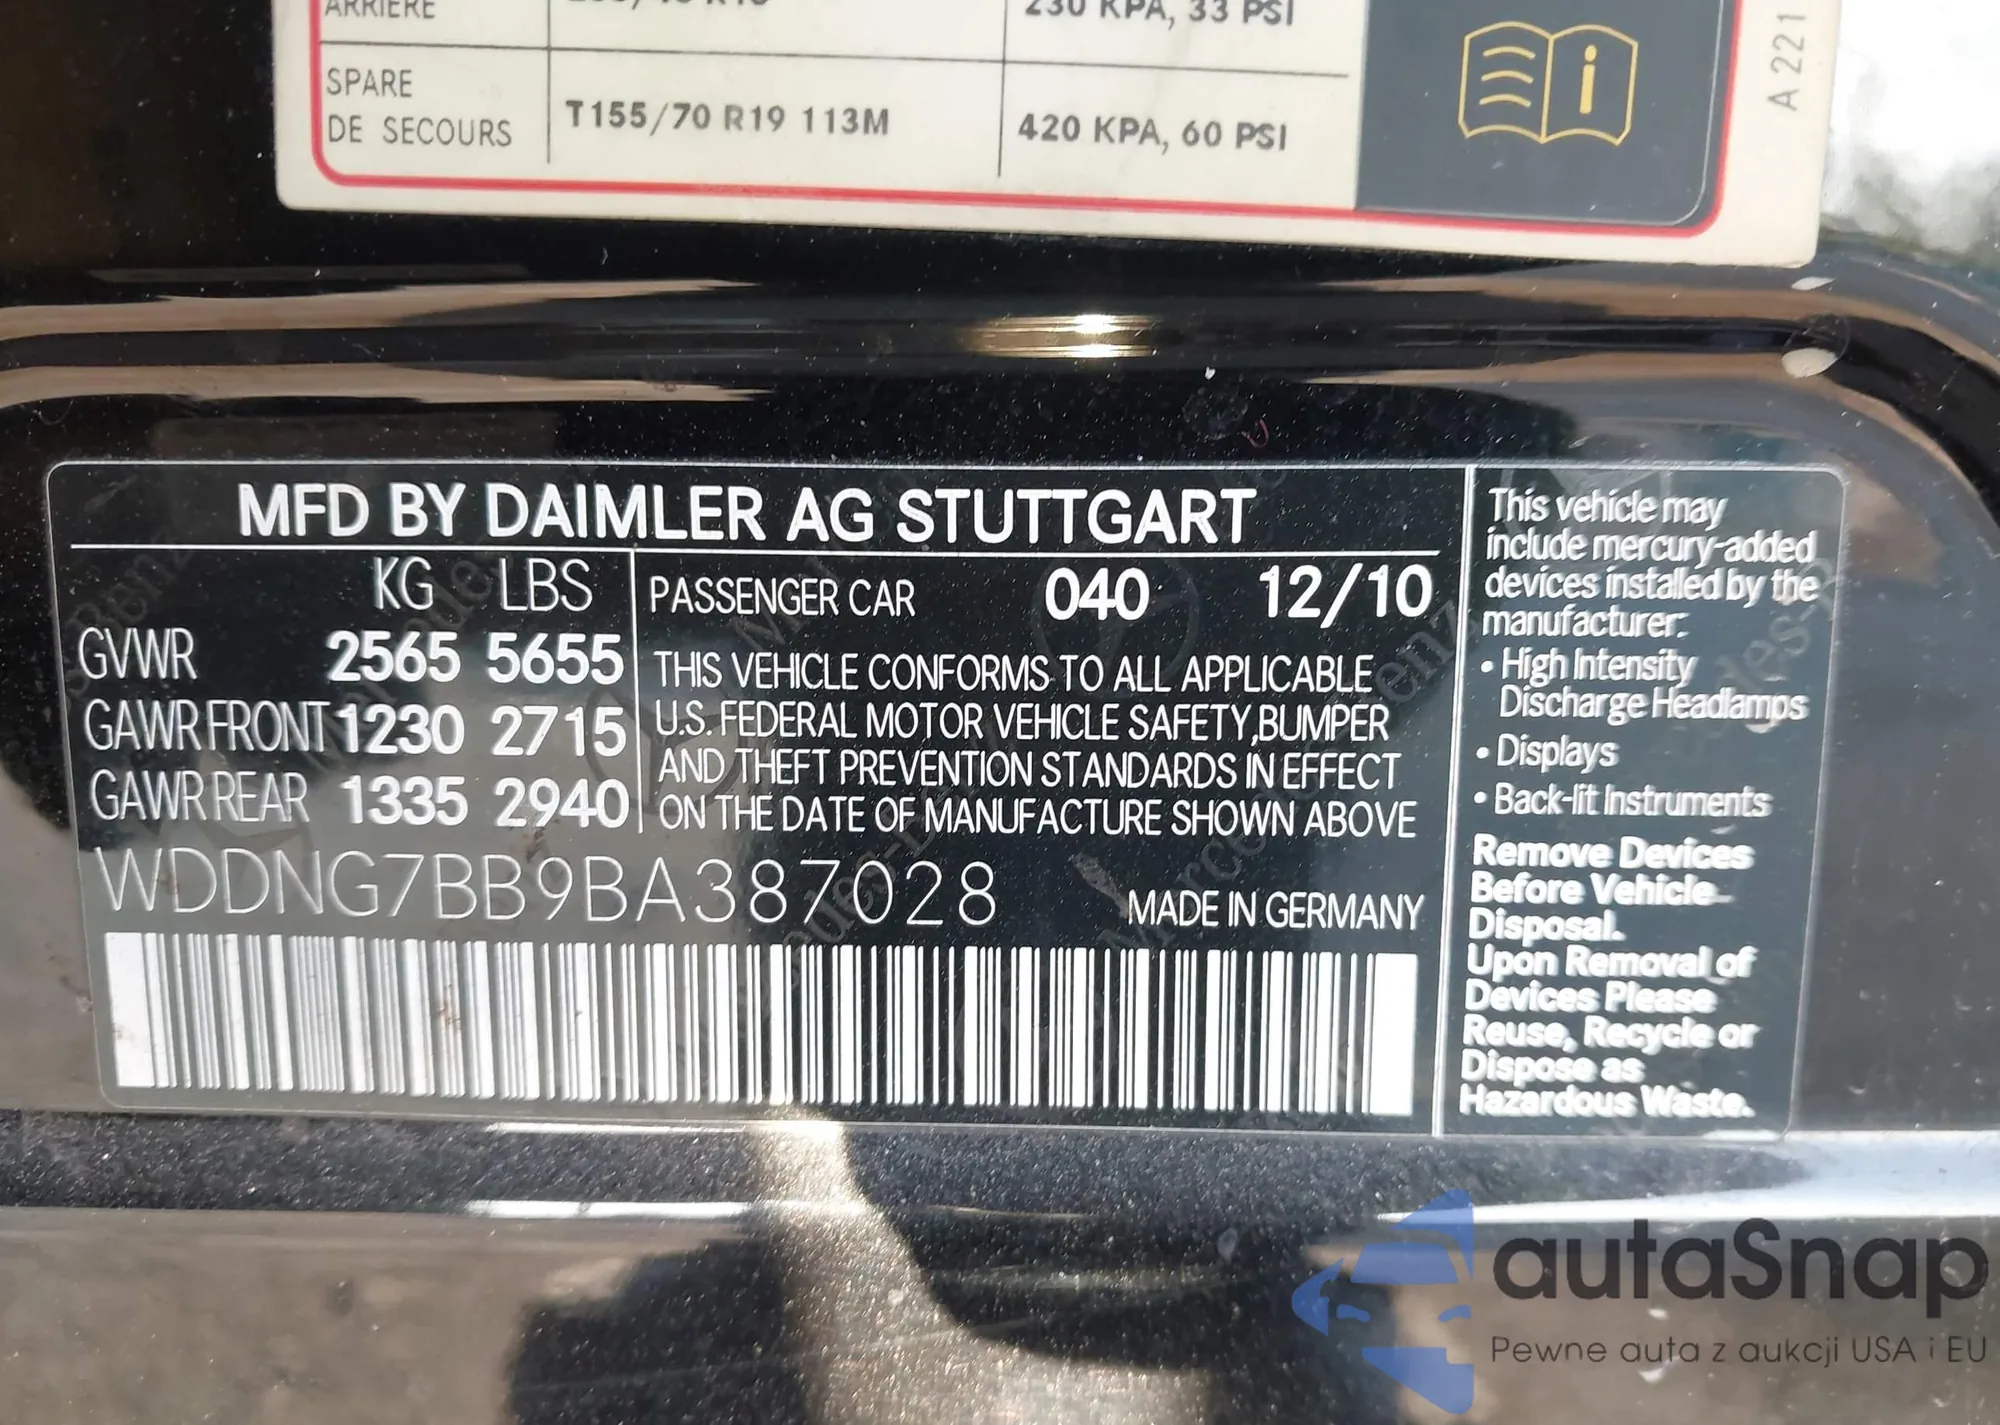 ARRIÈRE
230 KPA, 33 PSI
SPARE
DE SECOURS
T155/70 R19 113M
420 KPA, 60 PSI
i
A 221
MFD BY DAIMLER AG STUTTGART
KG LBS
GVWR 2565 5655
GAWR FRONT 1230 2715
GAWR REAR 1335 2940
PASSENGER CAR 040 12/10
THIS VEHICLE CONFORMS TO ALL APPLICABLE
U.S. FEDERAL MOTOR VEHICLE SAFETY,BUMPER
AND THEFT PREVENTION STANDARDS IN EFFECT
ON THE DATE OF MANUFACTURE SHOWN ABOVE
WDDNG7BB9BA387028
MADE IN GERMANY
This vehicle may
include mercury-added
devices installed by the
manufacturer:
• High Intensity
Discharge Headlamps
• Displays
• Back-lit Instruments
Remove Devices
Before Vehicle
Disposal.
Upon Removal of
Devices Please
Reuse, Recycle or
Dispose as
Hazardous Waste.
autaSnap
Pewne auta z aukcji USA i EU